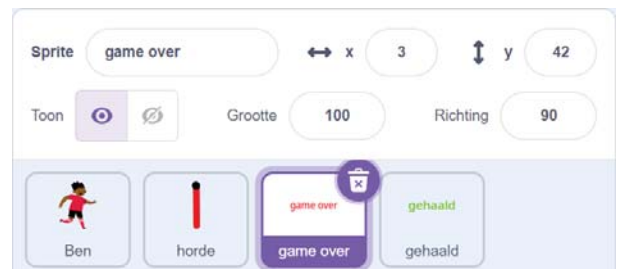 Sprite game over x 3 y 42
Toon Grootte 100 Richting 90
game over gehaald
Ben horde game over gehaald